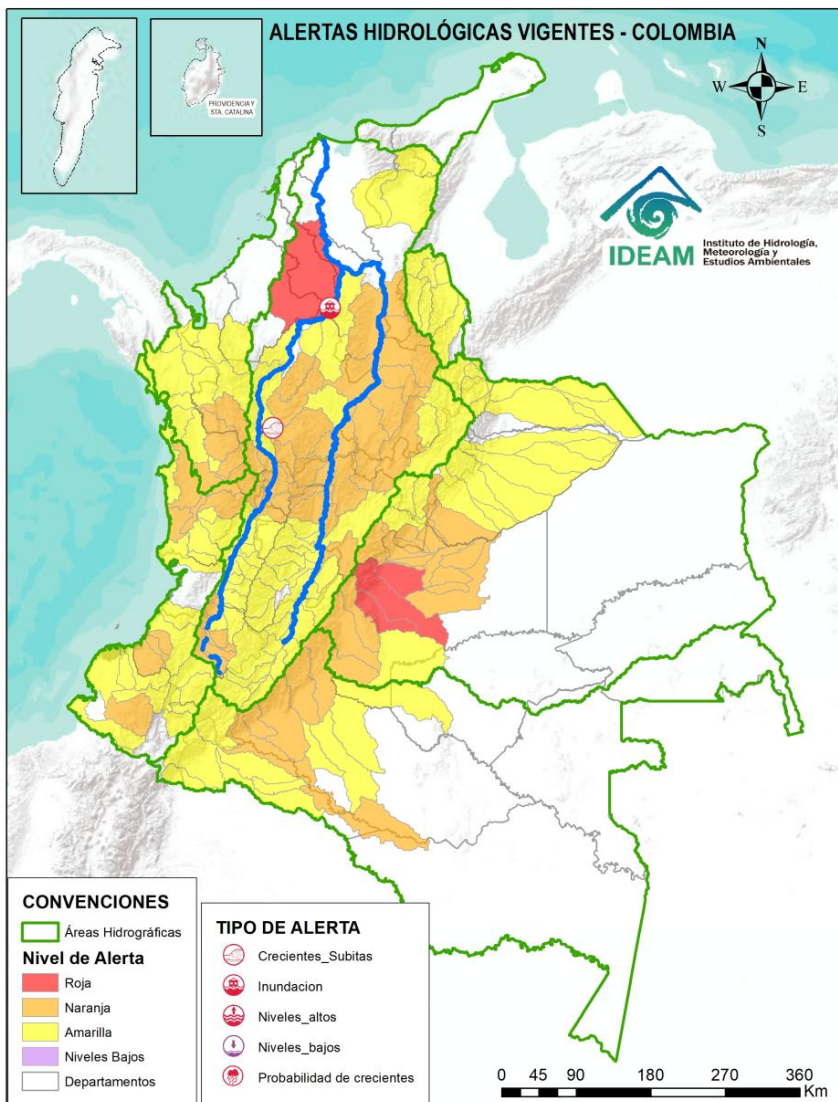 ALERTAS HIDROLÓGICAS VIGENTES - COLOMBIA
PROVIDENCIA Y
STA. CATALINA
N
W
E
S
IDEAM
Instituto de Hidrología,
Meteorología y
Estudios Ambientales
CONVENCIONES
Áreas Hidrográficas
Nivel de Alerta
Roja
Naranja
Amarilla
Niveles Bajos
Departamentos
TIPO DE ALERTA
Crecientes_Subitas
Inundacion
Niveles_altos
Niveles_bajos
Probabilidad de crecientes
0 45 90 180 270 360
Km